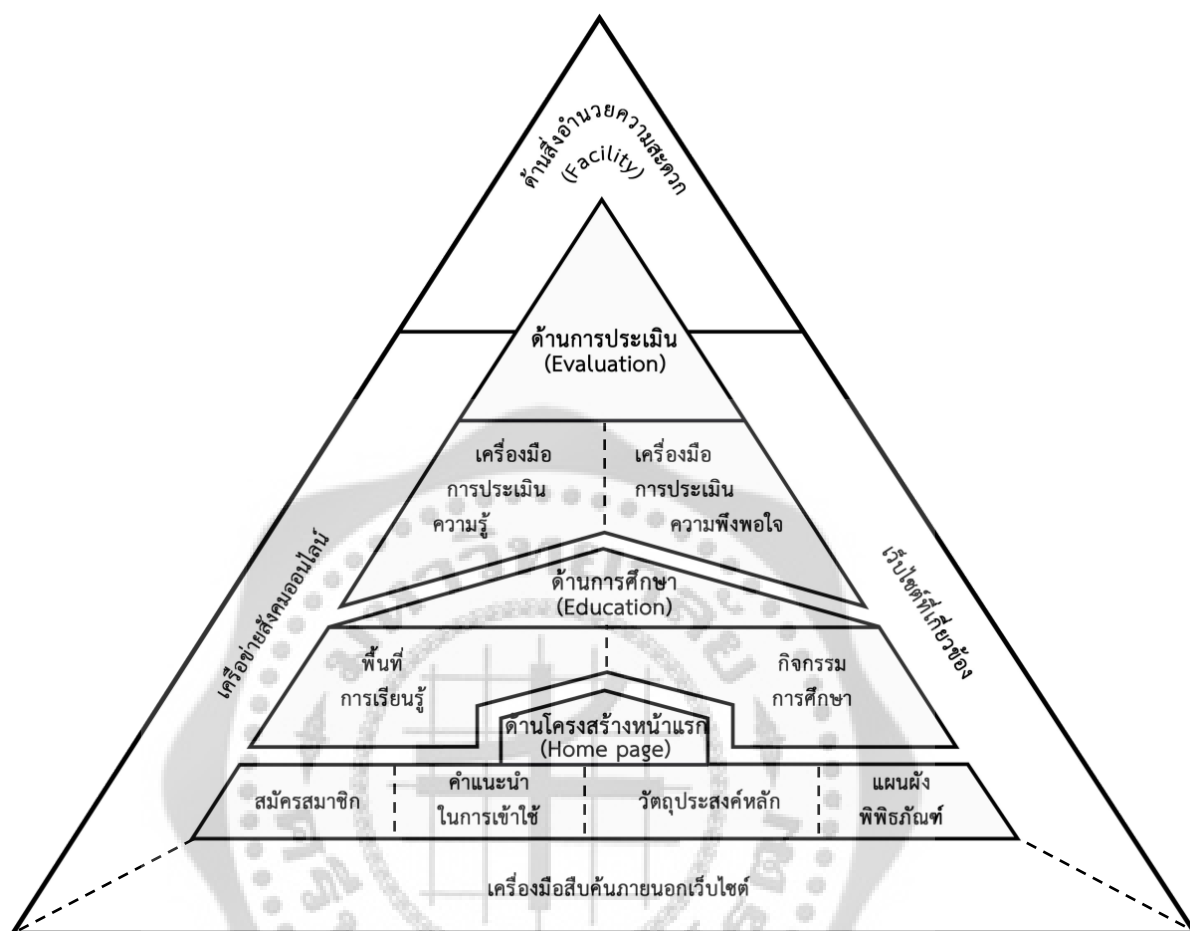 ด้านสิ่งอำนวยความสะดวก
(Facility)
ด้านการประเมิน
(Evaluation)
เครื่องมือ
การประเมิน
ความรู้
เครื่องมือ
การประเมิน
ความพึงพอใจ
เครือข่ายสังคมออนไลน์
เว็บไซต์ที่เกี่ยวข้อง
ด้านการศึกษา
(Education)
พื้นที่
การเรียนรู้
กิจกรรม
การศึกษา
ด้านโครงสร้างหน้าแรก
(Home page)
สมัครสมาชิก
คำแนะนำ
ในการเข้าใช้
วัตถุประสงค์หลัก
แผนผัง
พิพิธภัณฑ์
เครื่องมือสืบค้นภายนอกเว็บไซต์